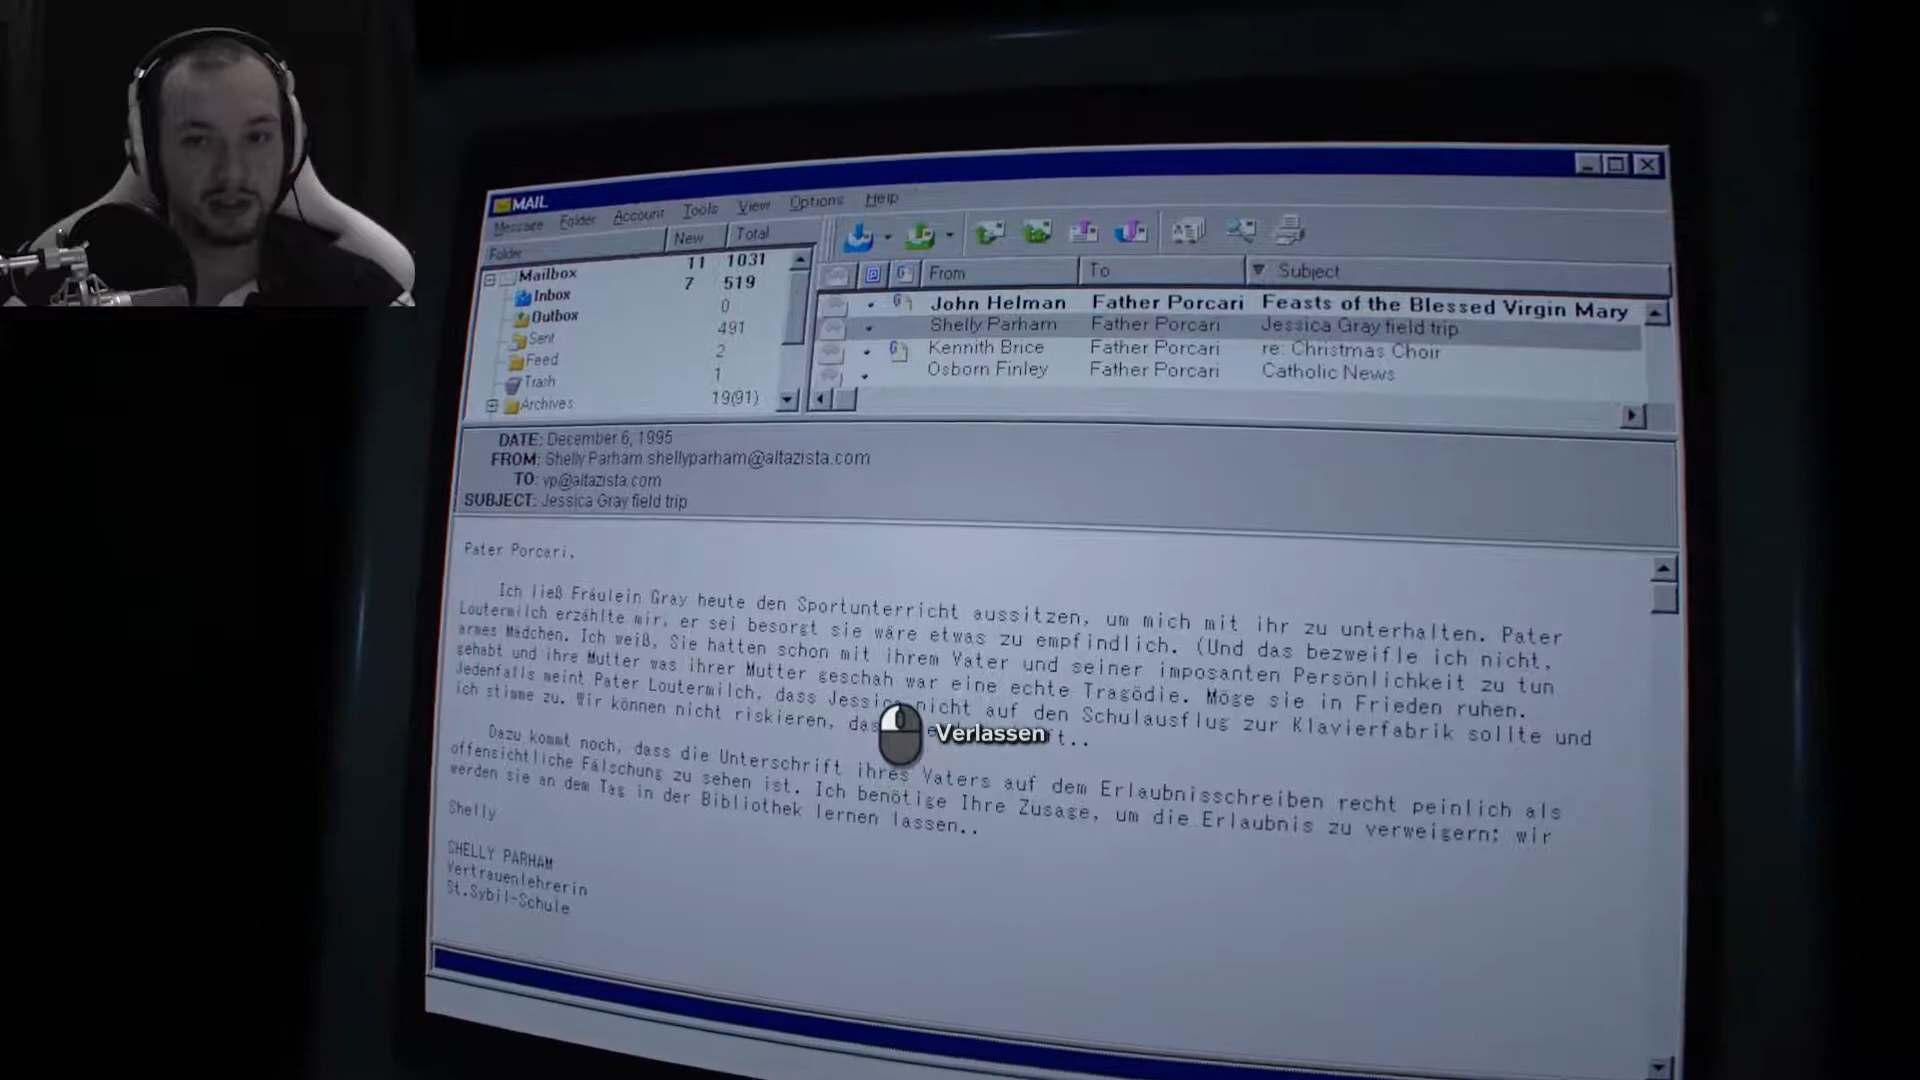 MAIL
Message Folder Account Tools View Options Help
Folder New Total
Mailbox 11 1031
Inbox 7 519
Outbox 0
Sent 491
Feed 2
Trash 1
Archives 19(91)
From To Subject
John Helman Father Porcari Feasts of the Blessed Virgin Mary
Shelly Parham Father Porcari Jessica Gray field trip
Kennith Brice Father Porcari re: Christmas Choir
Osborn Finley Father Porcari Catholic News
DATE: December 6, 1995
FROM: Shelly Parham shellyparham@altazista.com
TO: vp@altazista.com
SUBJECT: Jessica Gray field trip
Pater Porcari,
Ich ließ Fräulein Gray heute den Sportunterricht aussitzen, um mich mit ihr zu unterhalten. Pater
Loutermilch erzählte mir, er sei besorgt sie wäre etwas zu empfindlich. (Und das bezweifle ich nicht,
armes Mädchen. Ich weiß, Sie hatten schon mit ihrem Vater und seiner imposanten Persönlichkeit zu tun
gehabt und ihre Mutter was ihrer Mutter geschah war eine echte Tragödie. Möge sie in Frieden ruhen.
Jedenfalls meint Pater Loutermilch, dass Jessica nicht auf den Schulausflug zur Klavierfabrik sollte und
ich stimme zu. Wir können nicht riskieren,
Verlassen
Dazu kommt noch, dass die Unterschrift ihres Vaters auf dem Erlaubnisschreiben recht peinlich als
offensichtliche Fälschung zu sehen ist. Ich benötige Ihre Zusage, um die Erlaubnis zu verweigern; wir
werden sie an dem Tag in der Bibliothek lernen lassen..
Shelly
SHELLY PARHAM
Vertrauenlehrerin
St.Sybil-Schule